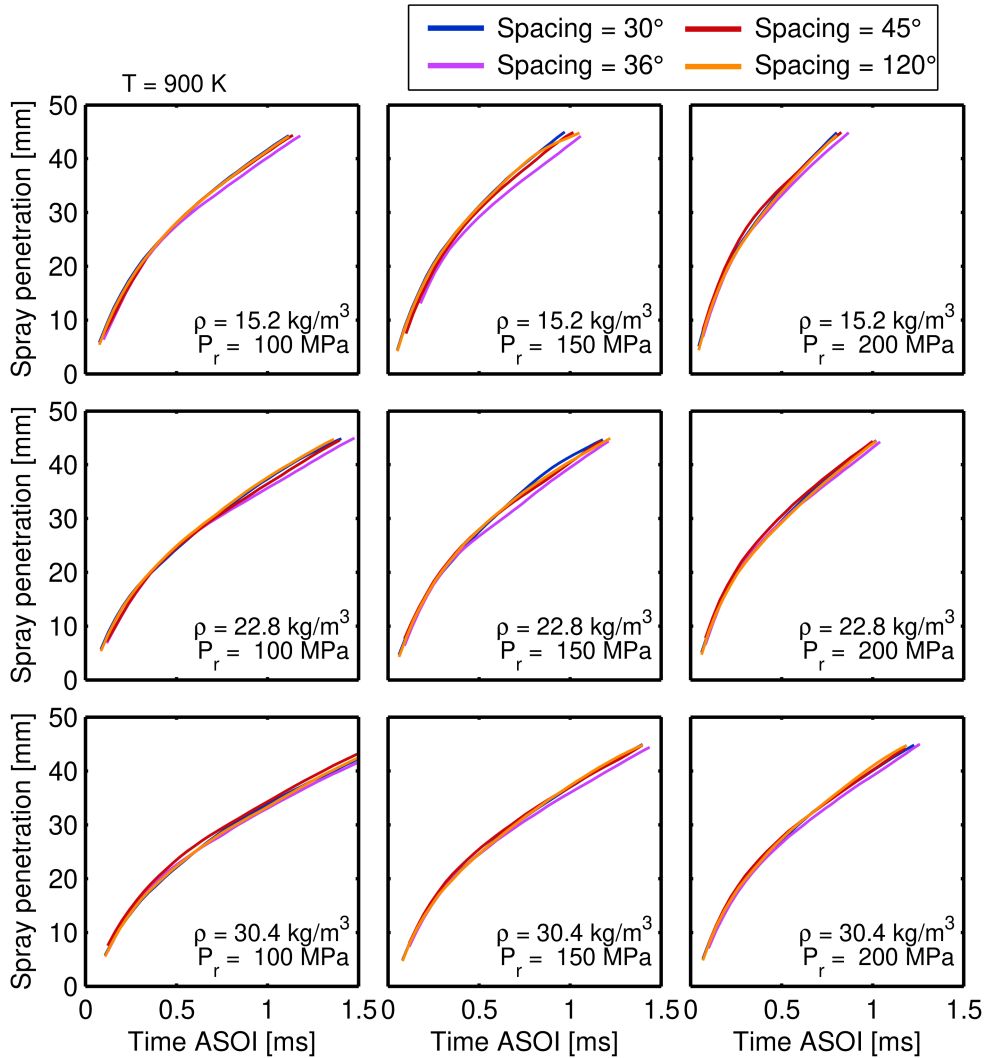 Spacing = 30° Spacing = 45°
Spacing = 36° Spacing = 120°
T = 900 K
Spray penetration [mm]
50
40
30
20
10
0
ρ = 15.2 kg/m³
Pᵣ = 100 MPa
ρ = 15.2 kg/m³
Pᵣ = 150 MPa
ρ = 15.2 kg/m³
Pᵣ = 200 MPa
Spray penetration [mm]
50
40
30
20
10
0
ρ = 22.8 kg/m³
Pᵣ = 100 MPa
ρ = 22.8 kg/m³
Pᵣ = 150 MPa
ρ = 22.8 kg/m³
Pᵣ = 200 MPa
Spray penetration [mm]
50
40
30
20
10
0
ρ = 30.4 kg/m³
Pᵣ = 100 MPa
ρ = 30.4 kg/m³
Pᵣ = 150 MPa
ρ = 30.4 kg/m³
Pᵣ = 200 MPa
0 0.5 1 1.5 0 0.5 1 1.5 0 0.5 1 1.5
Time ASOI [ms] Time ASOI [ms] Time ASOI [ms]